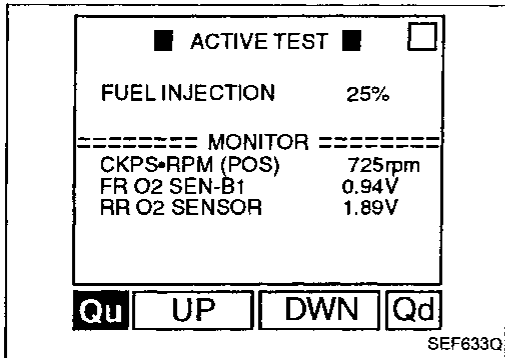 ■ ACTIVE TEST ■
FUEL INJECTION 25%
======== MONITOR ========
CKPS•RPM (POS) 725rpm
FR O2 SEN-B1 0.94V
RR O2 SENSOR 1.89V
Qu UP DWN Qd
SEF633Q